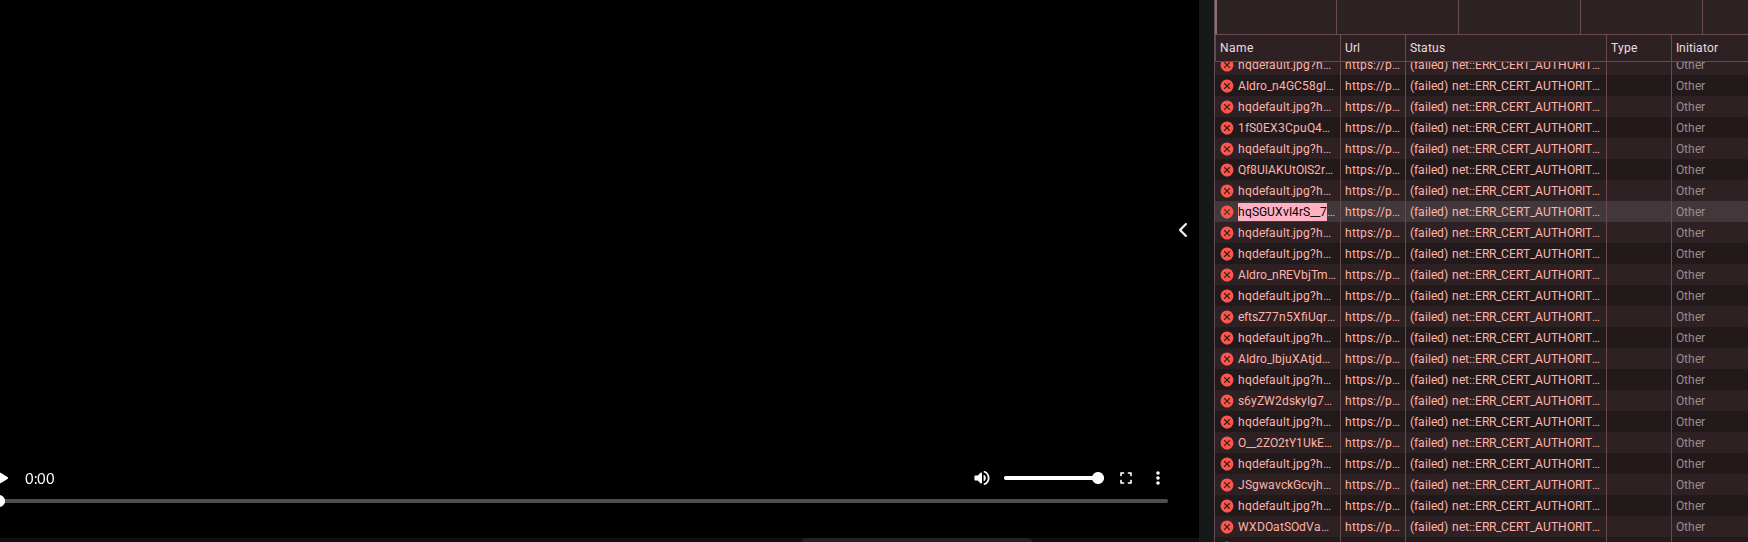 Name Url Status Type Initiator
hqdefault.jpg?h... https://p... (failed) net::ERR_CERT_AUTHORIT... Other
AIdro_n4GC58gl... https://p... (failed) net::ERR_CERT_AUTHORIT... Other
hqdefault.jpg?h... https://p... (failed) net::ERR_CERT_AUTHORIT... Other
1fS0EX3CpuQ4... https://p... (failed) net::ERR_CERT_AUTHORIT... Other
hqdefault.jpg?h... https://p... (failed) net::ERR_CERT_AUTHORIT... Other
Qf8UIAKUtOIS2r... https://p... (failed) net::ERR_CERT_AUTHORIT... Other
hqdefault.jpg?h... https://p... (failed) net::ERR_CERT_AUTHORIT... Other
hqSGUXvI4rS__7... https://p... (failed) net::ERR_CERT_AUTHORIT... Other
hqdefault.jpg?h... https://p... (failed) net::ERR_CERT_AUTHORIT... Other
hqdefault.jpg?h... https://p... (failed) net::ERR_CERT_AUTHORIT... Other
AIdro_nREVbjTm... https://p... (failed) net::ERR_CERT_AUTHORIT... Other
hqdefault.jpg?h... https://p... (failed) net::ERR_CERT_AUTHORIT... Other
eftsZ77n5XfiUqr... https://p... (failed) net::ERR_CERT_AUTHORIT... Other
hqdefault.jpg?h... https://p... (failed) net::ERR_CERT_AUTHORIT... Other
AIdro_lbjuXAtjd... https://p... (failed) net::ERR_CERT_AUTHORIT... Other
hqdefault.jpg?h... https://p... (failed) net::ERR_CERT_AUTHORIT... Other
s6yZW2dskylg7... https://p... (failed) net::ERR_CERT_AUTHORIT... Other
hqdefault.jpg?h... https://p... (failed) net::ERR_CERT_AUTHORIT... Other
O__2ZO2tY1UkE... https://p... (failed) net::ERR_CERT_AUTHORIT... Other
hqdefault.jpg?h... https://p... (failed) net::ERR_CERT_AUTHORIT... Other
JSgwavckGcvjh... https://p... (failed) net::ERR_CERT_AUTHORIT... Other
hqdefault.jpg?h... https://p... (failed) net::ERR_CERT_AUTHORIT... Other
WXDOatSOdVa... https://p... (failed) net::ERR_CERT_AUTHORIT... Other
0:00